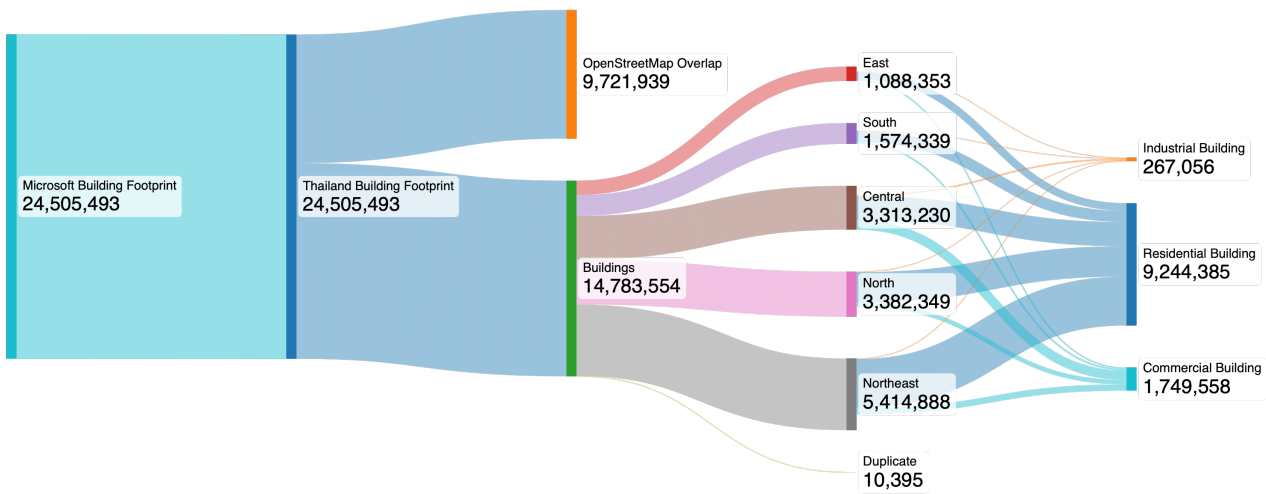 Microsoft Building Footprint
24,505,493
Thailand Building Footprint
24,505,493
OpenStreetMap Overlap
9,721,939
Buildings
14,783,554
East
1,088,353
South
1,574,339
Central
3,313,230
North
3,382,349
Northeast
5,414,888
Duplicate
10,395
Industrial Building
267,056
Residential Building
9,244,385
Commercial Building
1,749,558